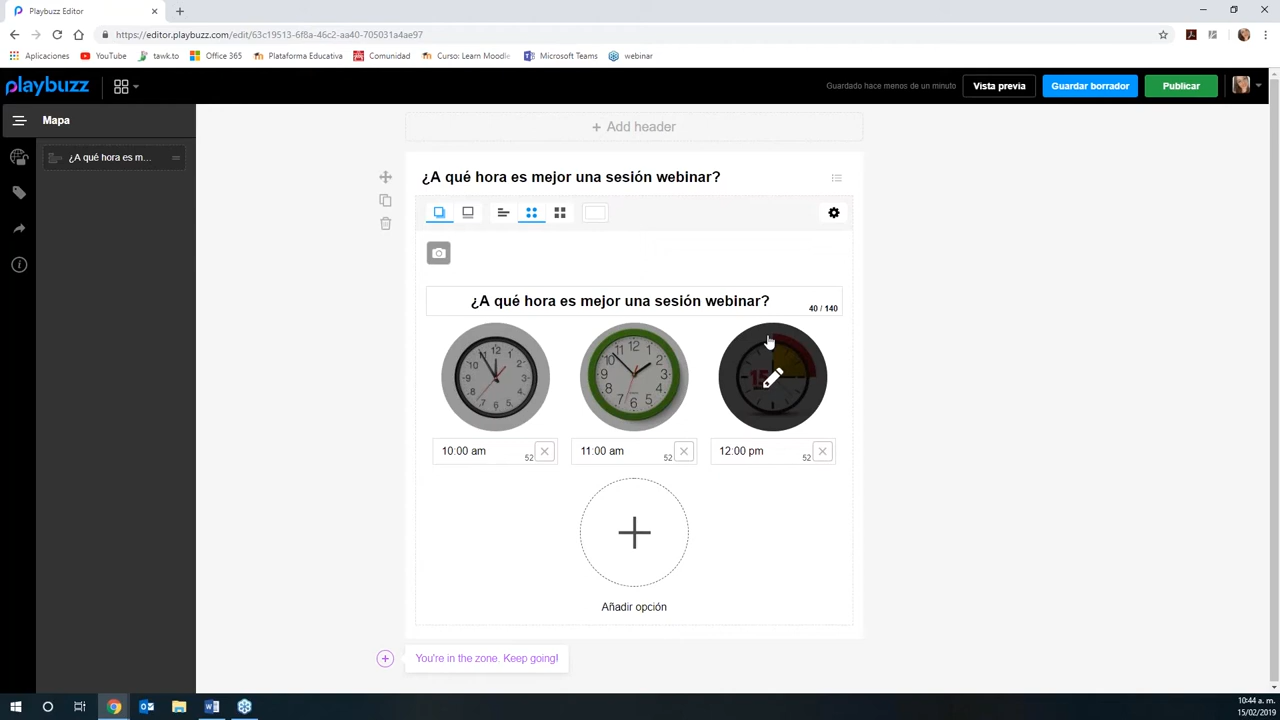 Playbuzz Editor
https://editor.playbuzz.com/edit/63c19513-6f8a-46c2-aa40-705031a4ae97
Aplicaciones YouTube tawk.to Office 365 Plataforma Educativa Comunidad Curso: Learn Moodle Microsoft Teams webinar
playbuzz
Guardado hace menos de un minuto Vista previa Guardar borrador Publicar
Mapa
¿A qué hora es m...
+ Add header
¿A qué hora es mejor una sesión webinar?
¿A qué hora es mejor una sesión webinar?
40 / 140
10:00 am 52
11:00 am 52
12:00 pm 52
Añadir opción
You're in the zone. Keep going!
10:44 a. m.
15/02/2019